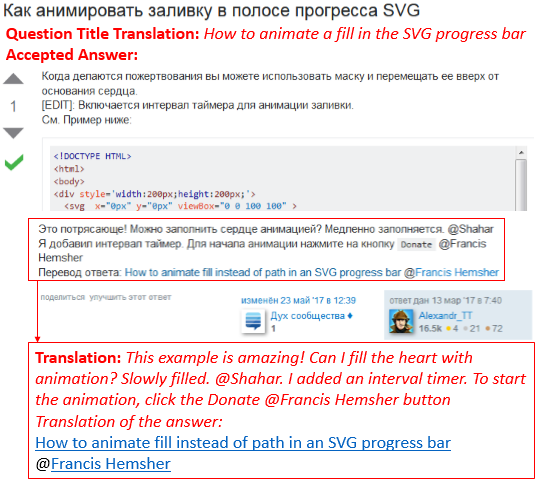 Как анимировать заливку в полосе прогресса SVG
Question Title Translation: How to animate a fill in the SVG progress bar
Accepted Answer:
Когда делаются пожертвования вы можете использовать маску и перемещать ее вверх от
основания сердца.
1
[EDIT]: Включается интервал таймера для анимации заливки.
См. Пример ниже:
<!DOCTYPE HTML>
<html>
<body>
<div style='width:200px;height:200px;'>
<svg x="0px" y="0px" viewBox="0 0 100 100" >
Это потрясающе! Можно заполнить сердце анимацией? Медленно заполняется. @Shahar
Я добавил интервал таймер. Для начала анимации нажмите на кнопку Donate @Francis
Hemsher
Перевод ответа: How to animate fill instead of path in an SVG progress bar @Francis Hemsher
поделиться улучшить этот ответ
изменён 23 май '17 в 12:39
Дух сообщества ♦
1
ответ дан 13 мар '17 в 7:40
Alexandr_TT
16.5k ●4 ●21 ●72
Translation: This example is amazing! Can I fill the heart with
animation? Slowly filled. @Shahar. I added an interval timer. To start
the animation, click the Donate @Francis Hemsher button
Translation of the answer:
How to animate fill instead of path in an SVG progress bar
@Francis Hemsher